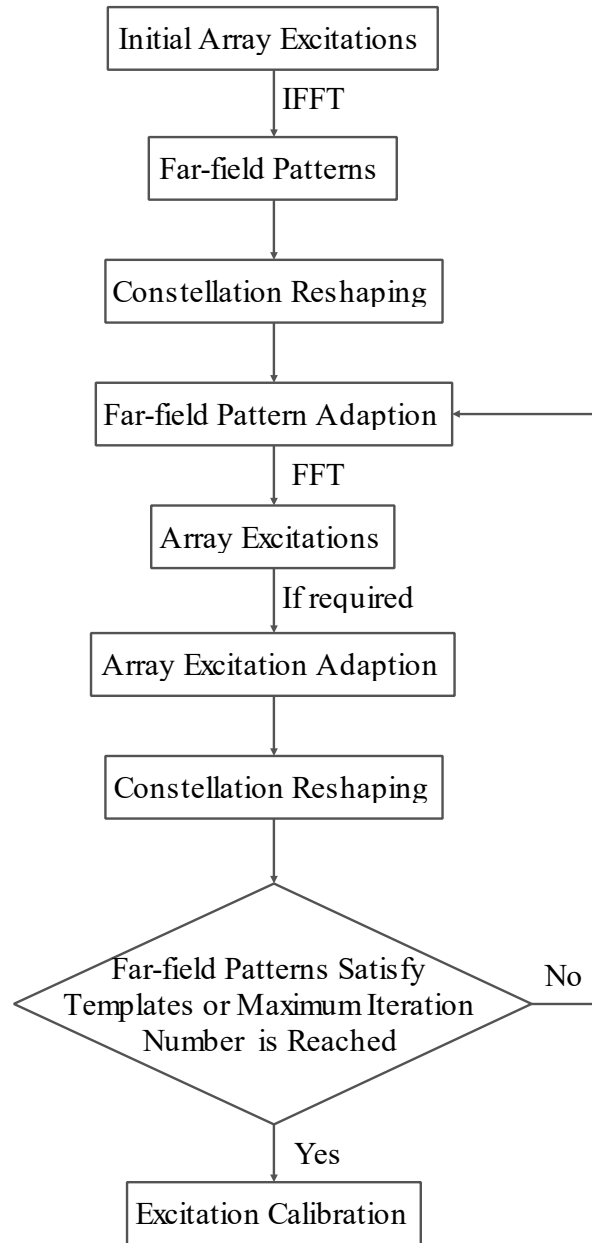 Initial Array Excitations
IFFT
Far-field Patterns
Constellation Reshaping
Far-field Pattern Adaption
FFT
Array Excitations
If required
Array Excitation Adaption
Constellation Reshaping
Far-field Patterns Satisfy
Templates or Maximum Iteration
Number is Reached
No
Yes
Excitation Calibration